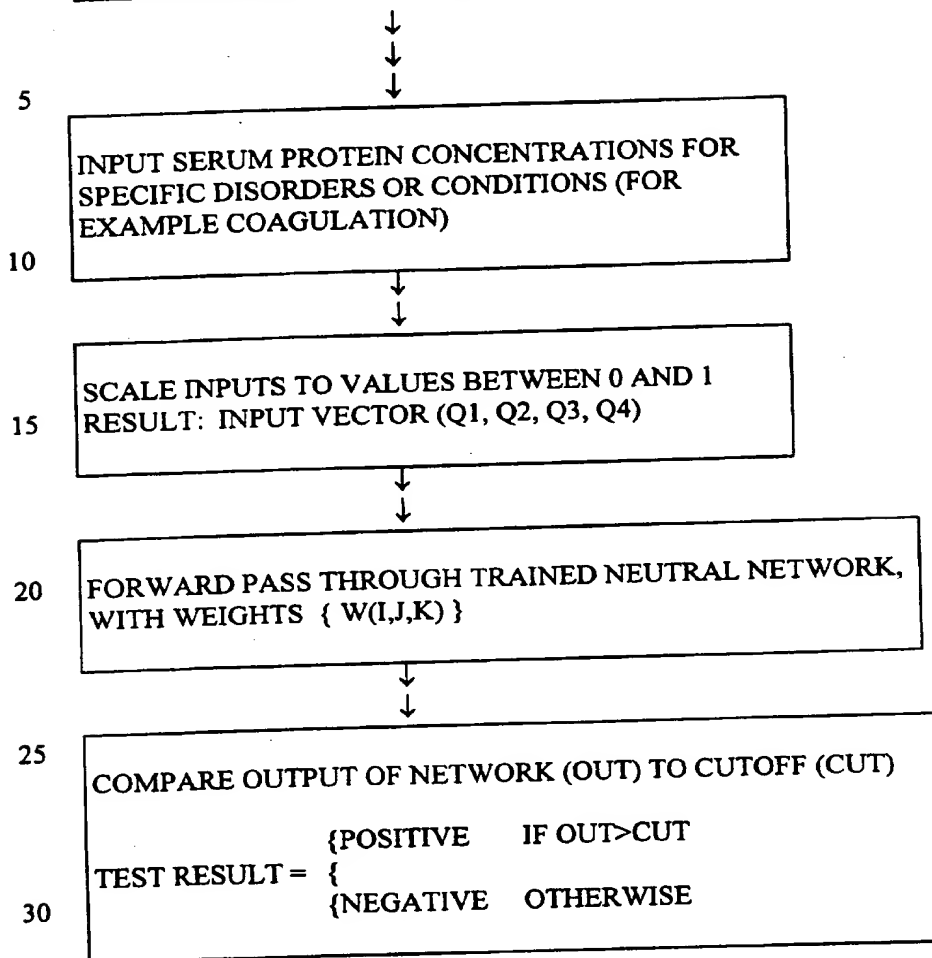 5
INPUT SERUM PROTEIN CONCENTRATIONS FOR
SPECIFIC DISORDERS OR CONDITIONS (FOR
EXAMPLE COAGULATION)
10
SCALE INPUTS TO VALUES BETWEEN 0 AND 1
15 RESULT: INPUT VECTOR (Q1, Q2, Q3, Q4)
20 FORWARD PASS THROUGH TRAINED NEUTRAL NETWORK,
WITH WEIGHTS { W(I,J,K) }
25
COMPARE OUTPUT OF NETWORK (OUT) TO CUTOFF (CUT)
{POSITIVE IF OUT>CUT
TEST RESULT = {
30 {NEGATIVE OTHERWISE